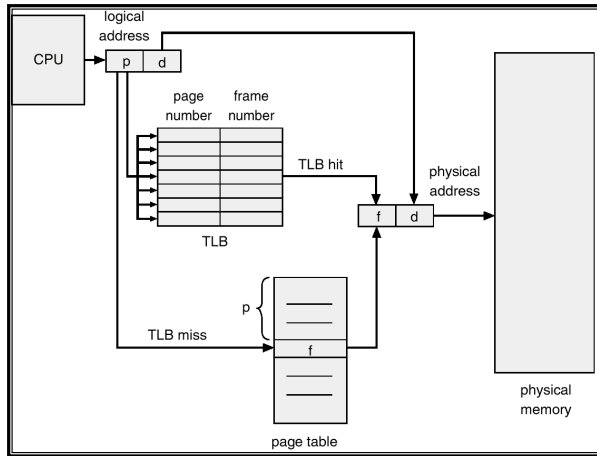 logical
address
CPU
p d
page
number
frame
number
TLB hit
physical
address
f d
TLB
p
TLB miss
f
page table
physical
memory